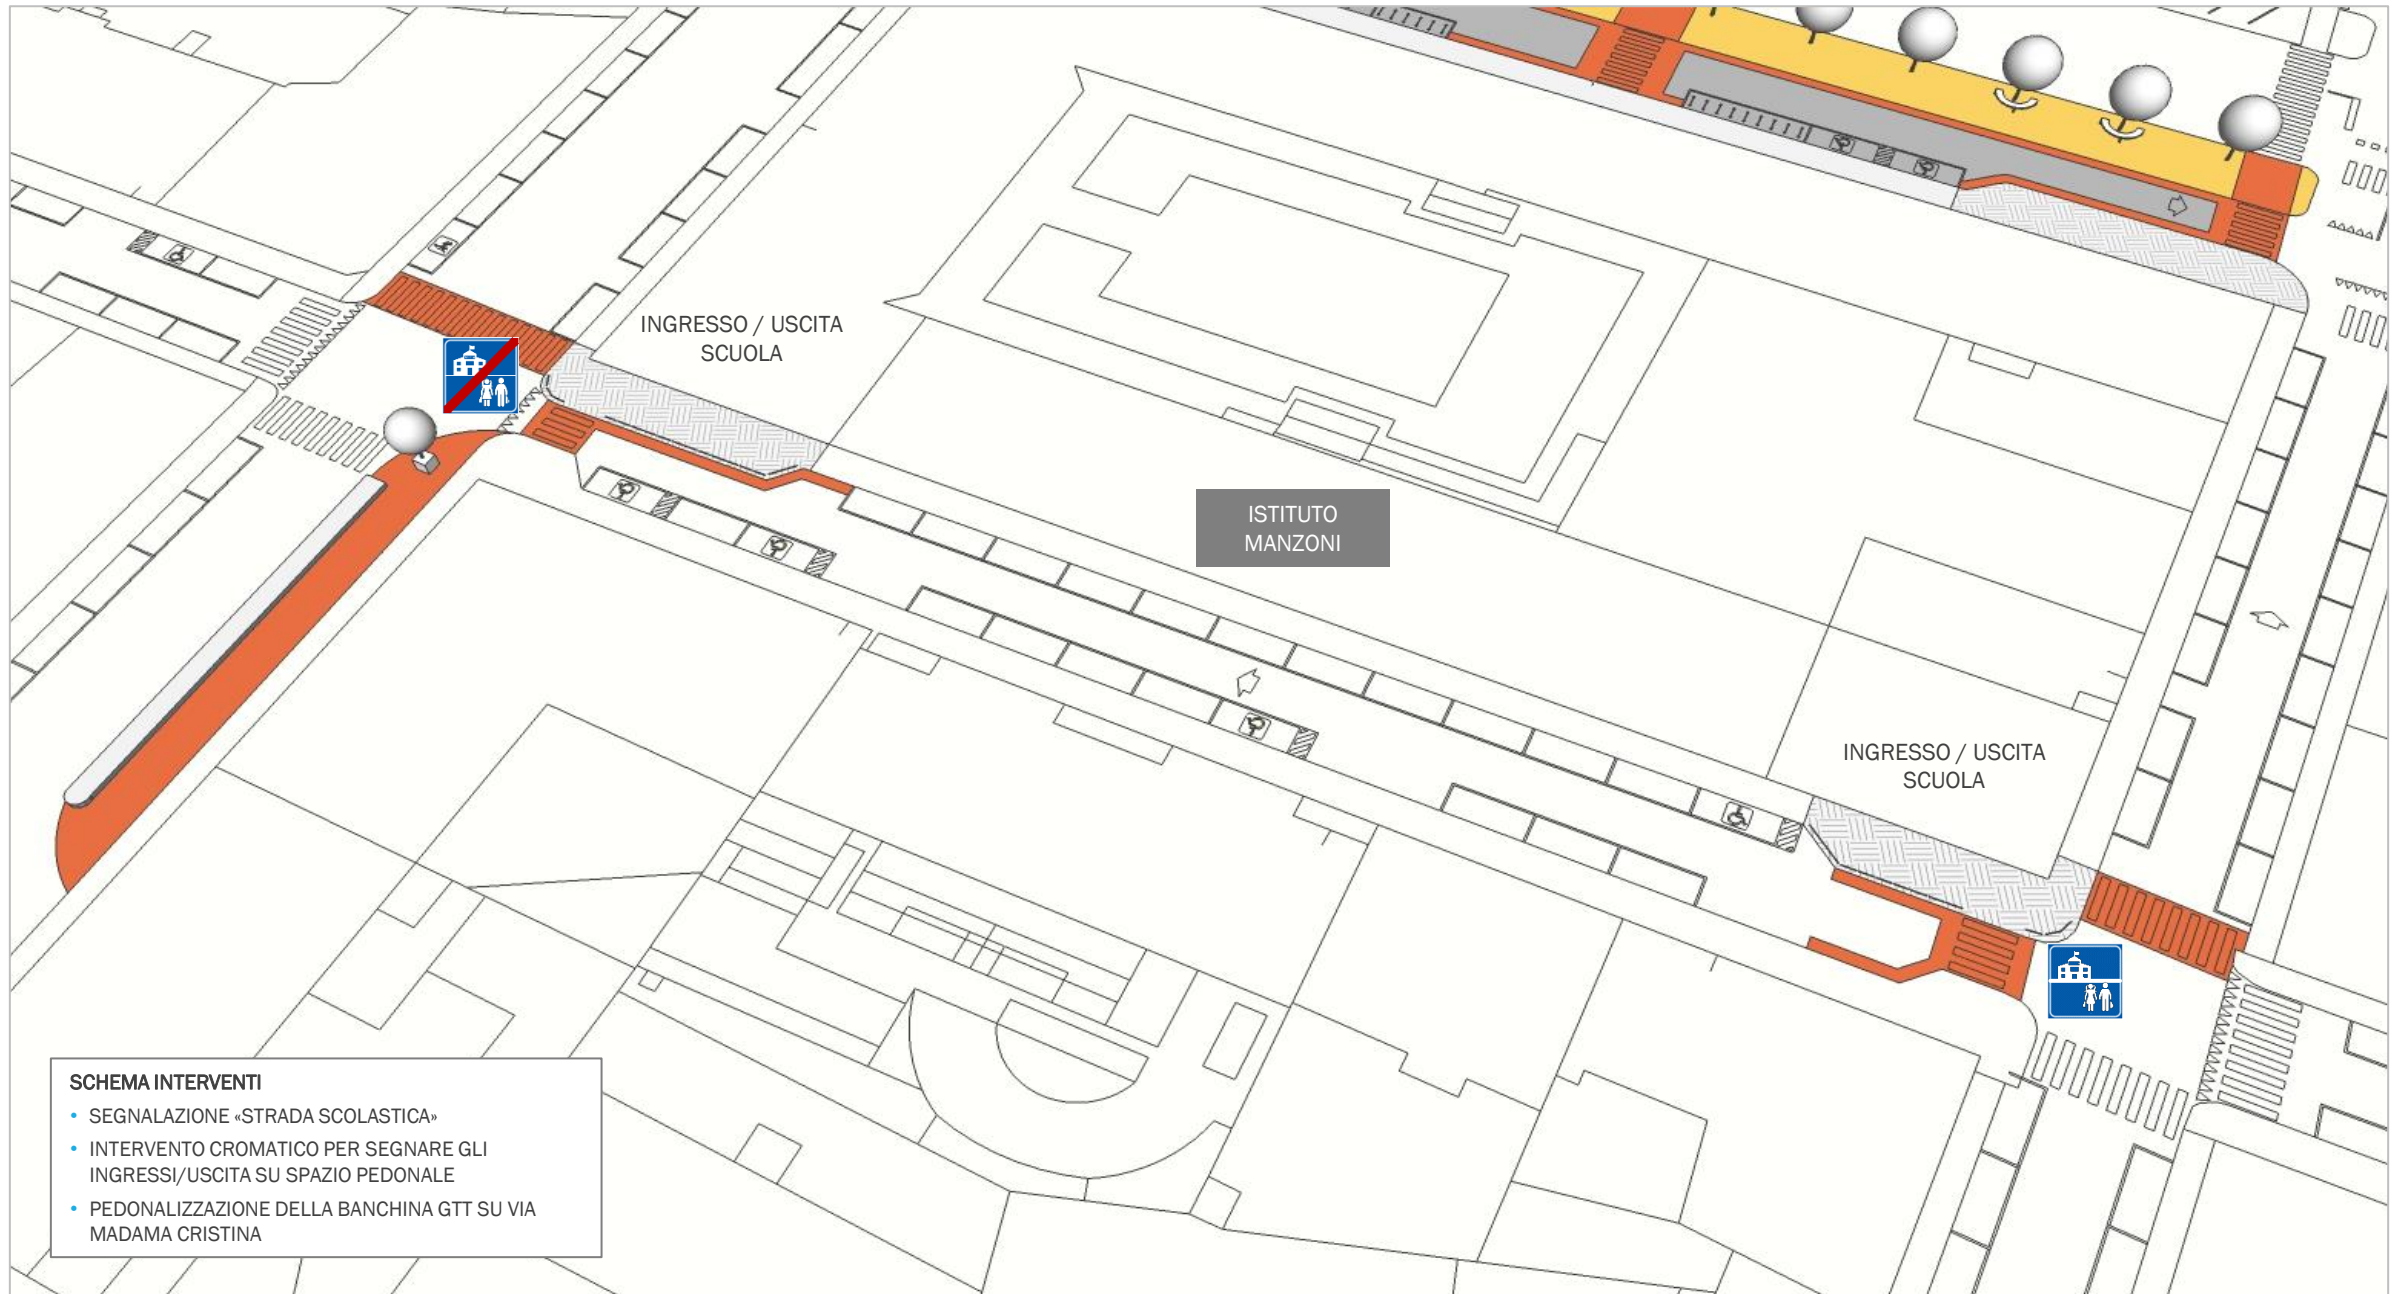 INGRESSO / USCITA
SCUOLA
ISTITUTO
MANZONI
INGRESSO / USCITA
SCUOLA
SCHEMA INTERVENTI
• SEGNALAZIONE «STRADA SCOLASTICA»
• INTERVENTO CROMATICO PER SEGNARE GLI
INGRESSI/USCITA SU SPAZIO PEDONALE
• PEDONALIZZAZIONE DELLA BANCHINA GTT SU VIA
MADAMA CRISTINA